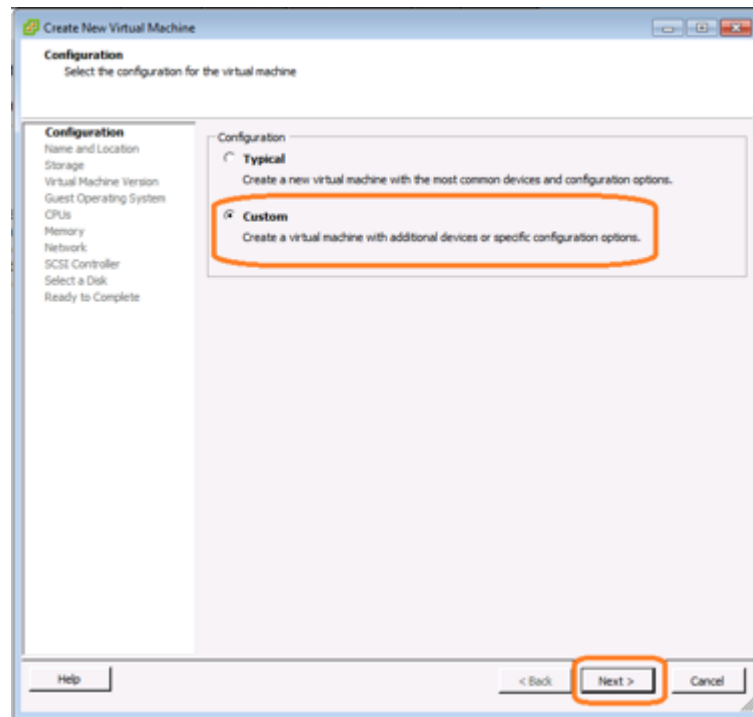 Create New Virtual Machine
Configuration
Select the configuration for the virtual machine
Configuration
Name and Location
Storage
Virtual Machine Version
Guest Operating System
CPUs
Memory
Network
SCSI Controller
Select a Disk
Ready to Complete
Configuration
Typical
Create a new virtual machine with the most common devices and configuration options.
Custom
Create a virtual machine with additional devices or specific configuration options.
Help
< Back
Next >
Cancel